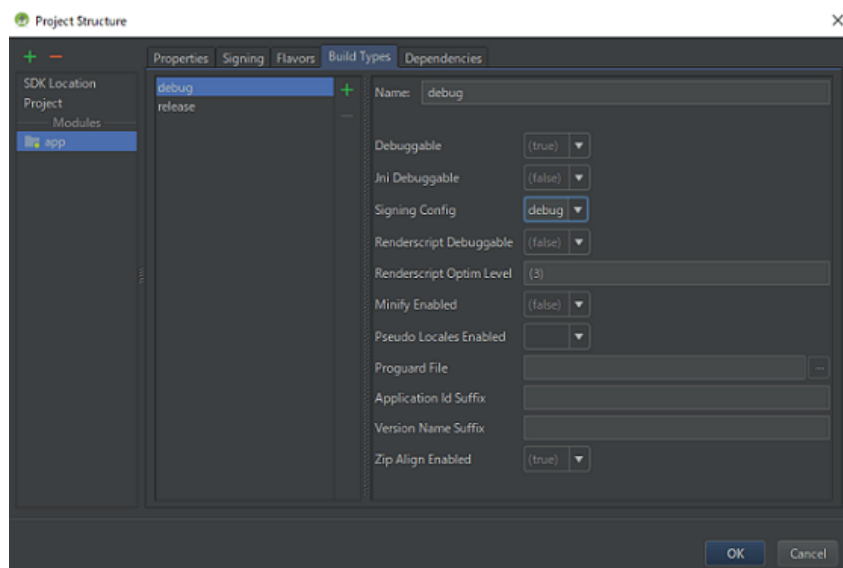 Project Structure
Properties Signing Flavors Build Types Dependencies
SDK Location
Project
Modules
app
debug
release
Name: debug
Debuggable (true)
Jni Debuggable (false)
Signing Config debug
Renderscript Debuggable (false)
Renderscript Optim Level (3)
Minify Enabled (false)
Pseudo Locales Enabled
Proguard File ...
Application Id Suffix
Version Name Suffix
Zip Align Enabled (true)
OK Cancel